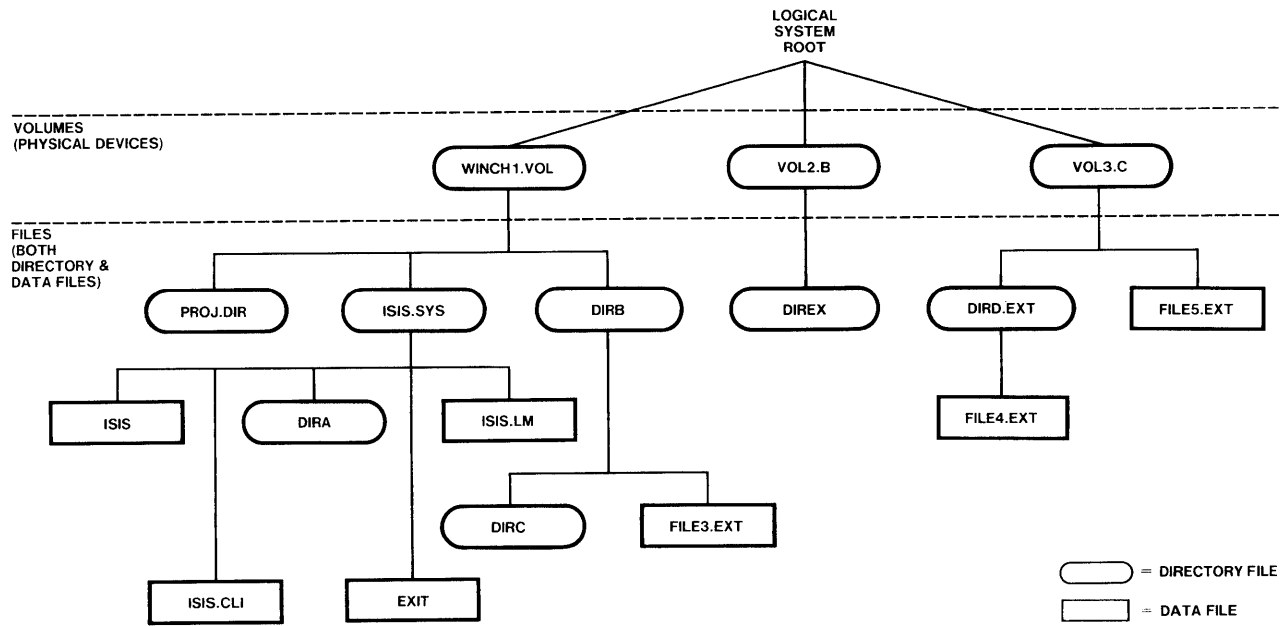 LOGICAL
SYSTEM
ROOT
VOLUMES
(PHYSICAL DEVICES)
WINCH1.VOL
VOL2.B
VOL3.C
FILES
(BOTH
DIRECTORY &
DATA FILES)
PROJ.DIR
ISIS.SYS
DIRB
DIREX
DIRD.EXT
FILE5.EXT
ISIS
DIRA
ISIS.LM
FILE4.EXT
DIRC
FILE3.EXT
ISIS.CLI
EXIT
= DIRECTORY FILE
= DATA FILE